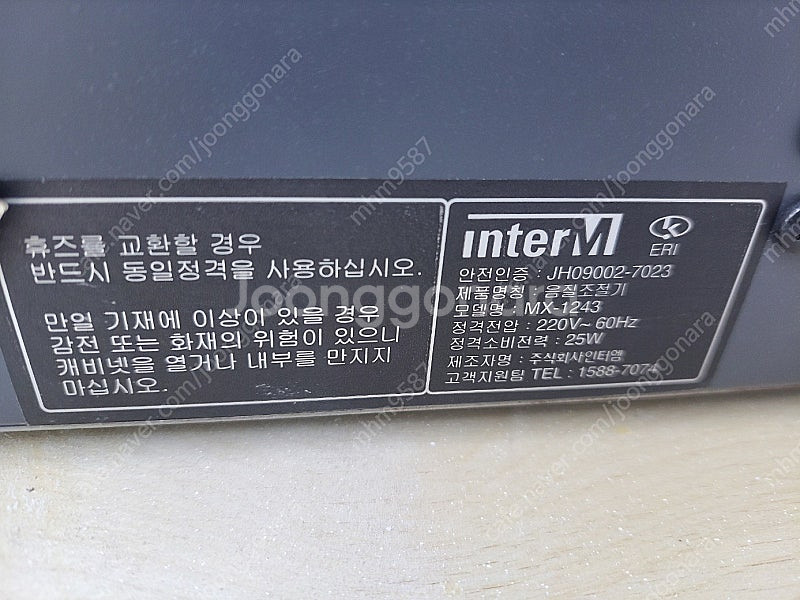 휴즈를 교환할 경우
반드시 동일정격을 사용하십시오.
만일 기재에 이상이 있을 경우
감전 또는 화재의 위험이 있으니
캐비넷을 열거나 내부를 만지지
마십시오.
interM
ERI
안전인증 : JH09002-7023
제품명칭 : 음질조절기
모델명 : MX-1243
정격전압 : 220V~ 60Hz
정격소비전력 : 25W
제조자명 : 주식회사인터엠
고객지원팀 TEL : 1588-7074
Joonggonara
mhm9587
cafe.naver.com/joonggonara